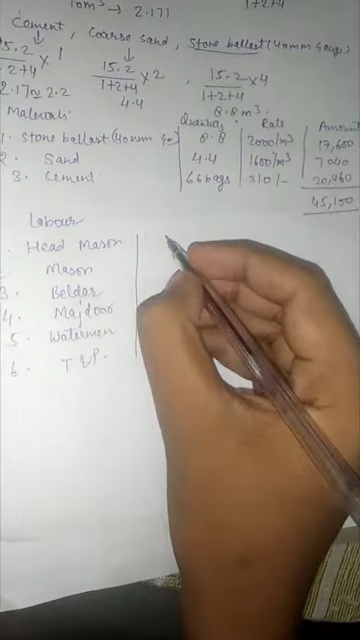 10m³ → 2.171
1+2+4
Cement, Coarse sand, Stone ballast (40mm Gauge)
15.2/1+2+4 × 1 15.2/1+2+4 × 2 15.2/1+2+4 × 4
2.17 ≈ 2.2 4.4 8.8m³.
Materials Quantity Rate Amount
1. Stone ballast (40mm 8.8 2000/m³ 17,600
2. Sand 4.4 1600/m³ 7040
3. Cement 66 bags 310/- 20,460
45,100
Labour
Head Mason
Mason
3. Beldar
4. Majdoor
5. Watermen
6. T&P.